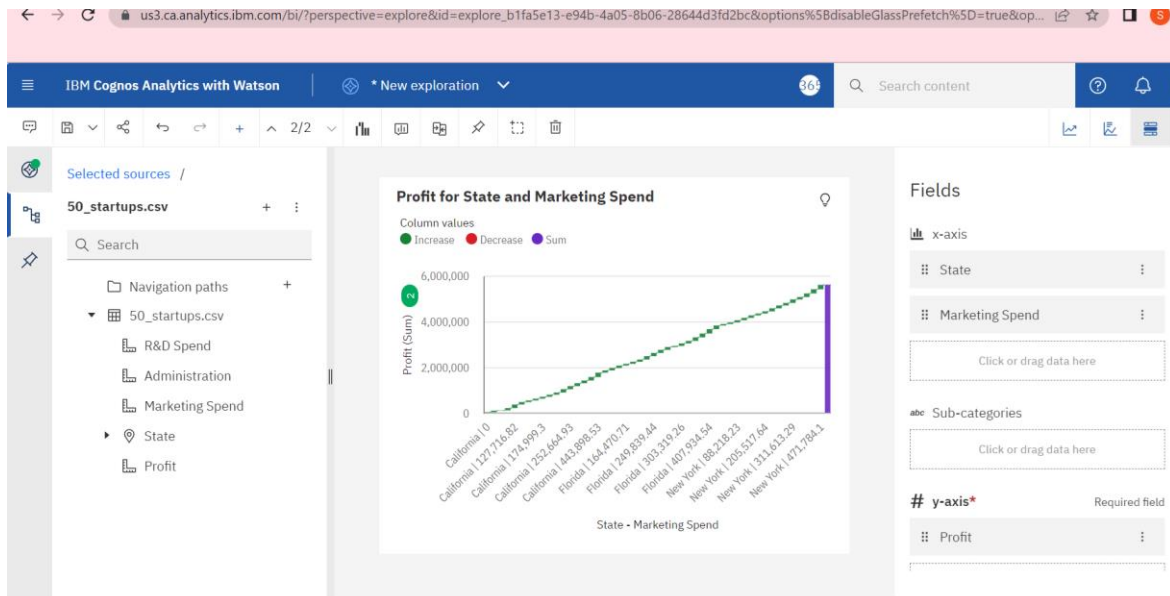 us3.ca.analytics.ibm.com/bi/?perspective=explore&id=explore_b1fa5e13-e94b-4a05-8b06-28644d3fd2bc&options%5BdisableGlassPrefetch%5D=true&op...
S
IBM Cognos Analytics with Watson
* New exploration
365
Search content
2/2
Selected sources /
50_startups.csv
Search
Navigation paths
50_startups.csv
R&D Spend
Administration
Marketing Spend
State
Profit
Profit for State and Marketing Spend
Column values
Increase Decrease Sum
6,000,000
4,000,000
2,000,000
0
Profit (Sum)
2
California | 0
California | 127,716.82
California | 174,999.3
California | 252,664.93
California | 443,898.53
Florida | 164,470.71
Florida | 249,839.44
Florida | 303,319.26
Florida | 407,934.54
New York | 88,218.23
New York | 205,517.64
New York | 311,613.29
New York | 471,784.1
State - Marketing Spend
Fields
x-axis
State
Marketing Spend
Click or drag data here
abc Sub-categories
Click or drag data here
# y-axis* Required field
Profit